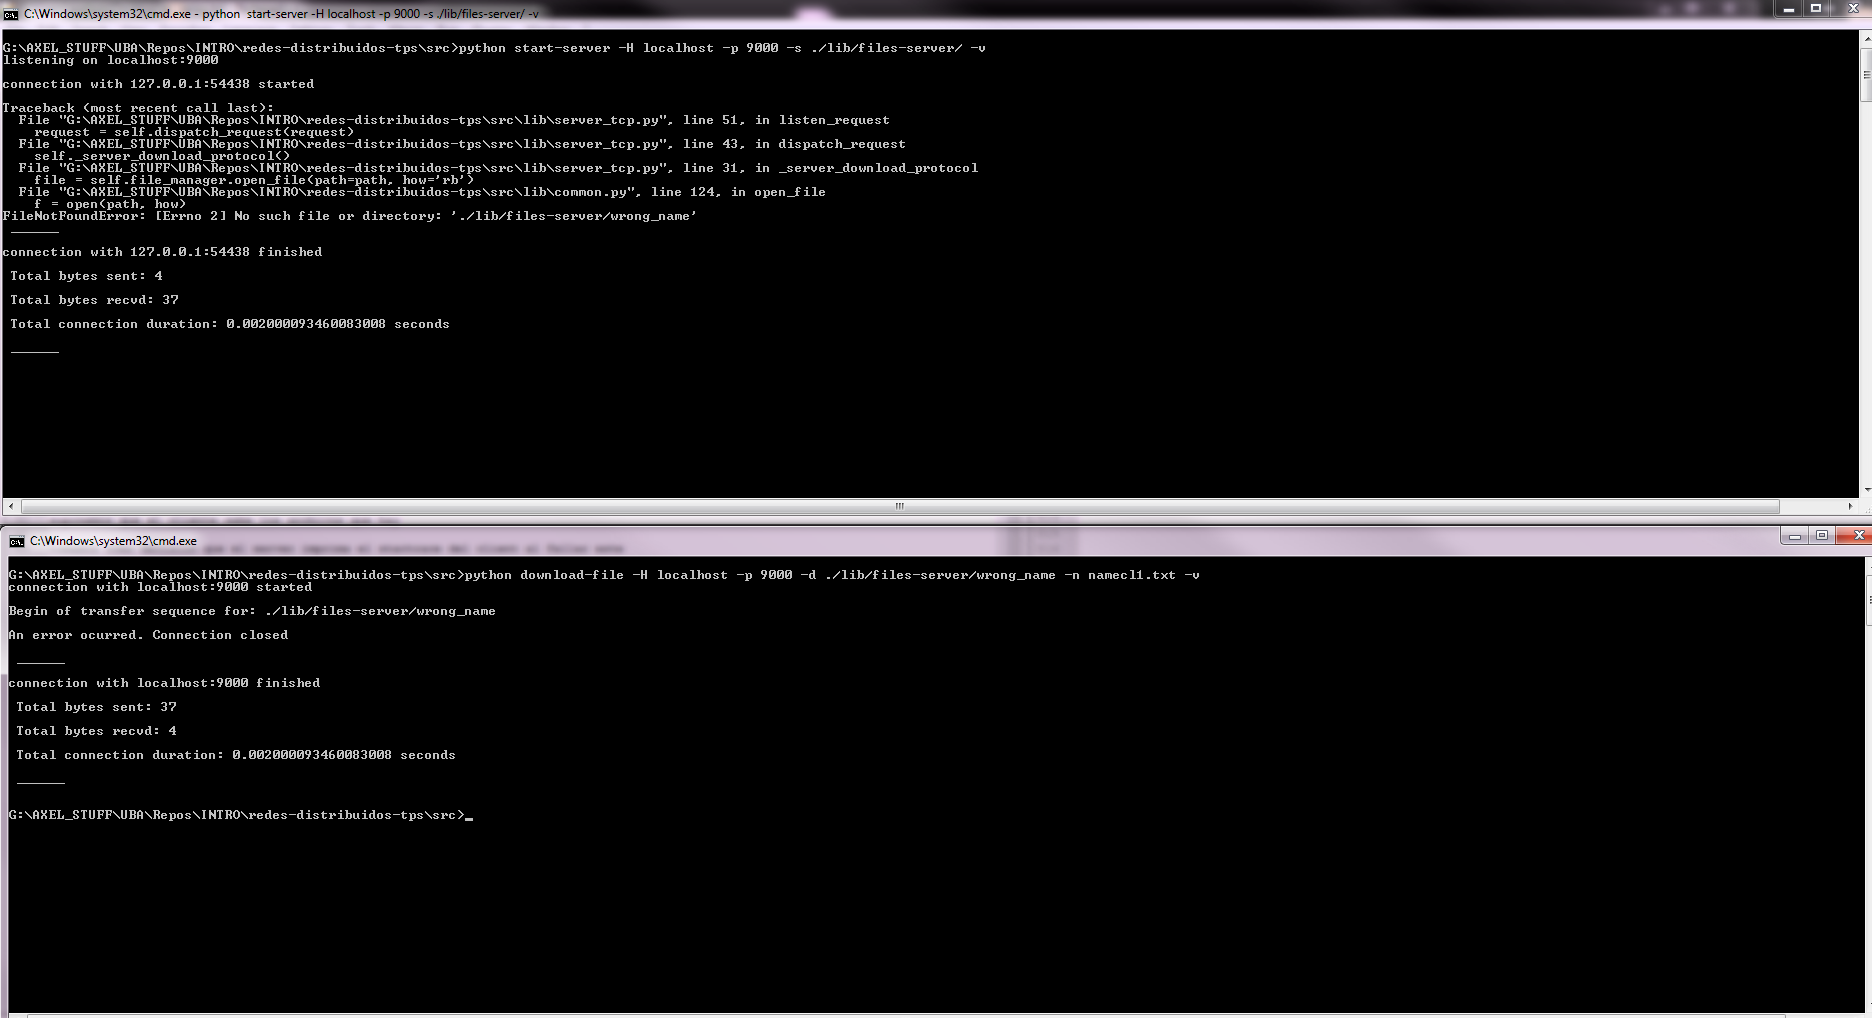 C:\Windows\system32\cmd.exe - python  start-server -H localhost -p 9000 -s ./lib/files-server/ -v
G:\AXEL_STUFF\UBA\Repos\INTRO\redes-distribuidos-tps\src>python start-server -H localhost -p 9000 -s ./lib/files-server/ -v
listening on localhost:9000
connection with 127.0.0.1:54438 started
Traceback (most recent call last):
  File "G:\AXEL_STUFF\UBA\Repos\INTRO\redes-distribuidos-tps\src\lib\server_tcp.py", line 51, in listen_request
    request = self.dispatch_request(request)
  File "G:\AXEL_STUFF\UBA\Repos\INTRO\redes-distribuidos-tps\src\lib\server_tcp.py", line 43, in dispatch_request
    self._server_download_protocol()
  File "G:\AXEL_STUFF\UBA\Repos\INTRO\redes-distribuidos-tps\src\lib\server_tcp.py", line 31, in _server_download_protocol
    file = self.file_manager.open_file(path=path, how='rb')
  File "G:\AXEL_STUFF\UBA\Repos\INTRO\redes-distribuidos-tps\src\lib\common.py", line 124, in open_file
    f = open(path, how)
FileNotFoundError: [Errno 2] No such file or directory: './lib/files-server/wrong_name'
 ______
connection with 127.0.0.1:54438 finished
 Total bytes sent: 4
 Total bytes recvd: 37
 Total connection duration: 0.002000093460083008 seconds
 ______
C:\Windows\system32\cmd.exe
G:\AXEL_STUFF\UBA\Repos\INTRO\redes-distribuidos-tps\src>python download-file -H localhost -p 9000 -d ./lib/files-server/wrong_name -n namecl1.txt -v
connection with localhost:9000 started
Begin of transfer sequence for: ./lib/files-server/wrong_name
An error ocurred. Connection closed
 ______
connection with localhost:9000 finished
 Total bytes sent: 37
 Total bytes recvd: 4
 Total connection duration: 0.002000093460083008 seconds
 ______
G:\AXEL_STUFF\UBA\Repos\INTRO\redes-distribuidos-tps\src>_